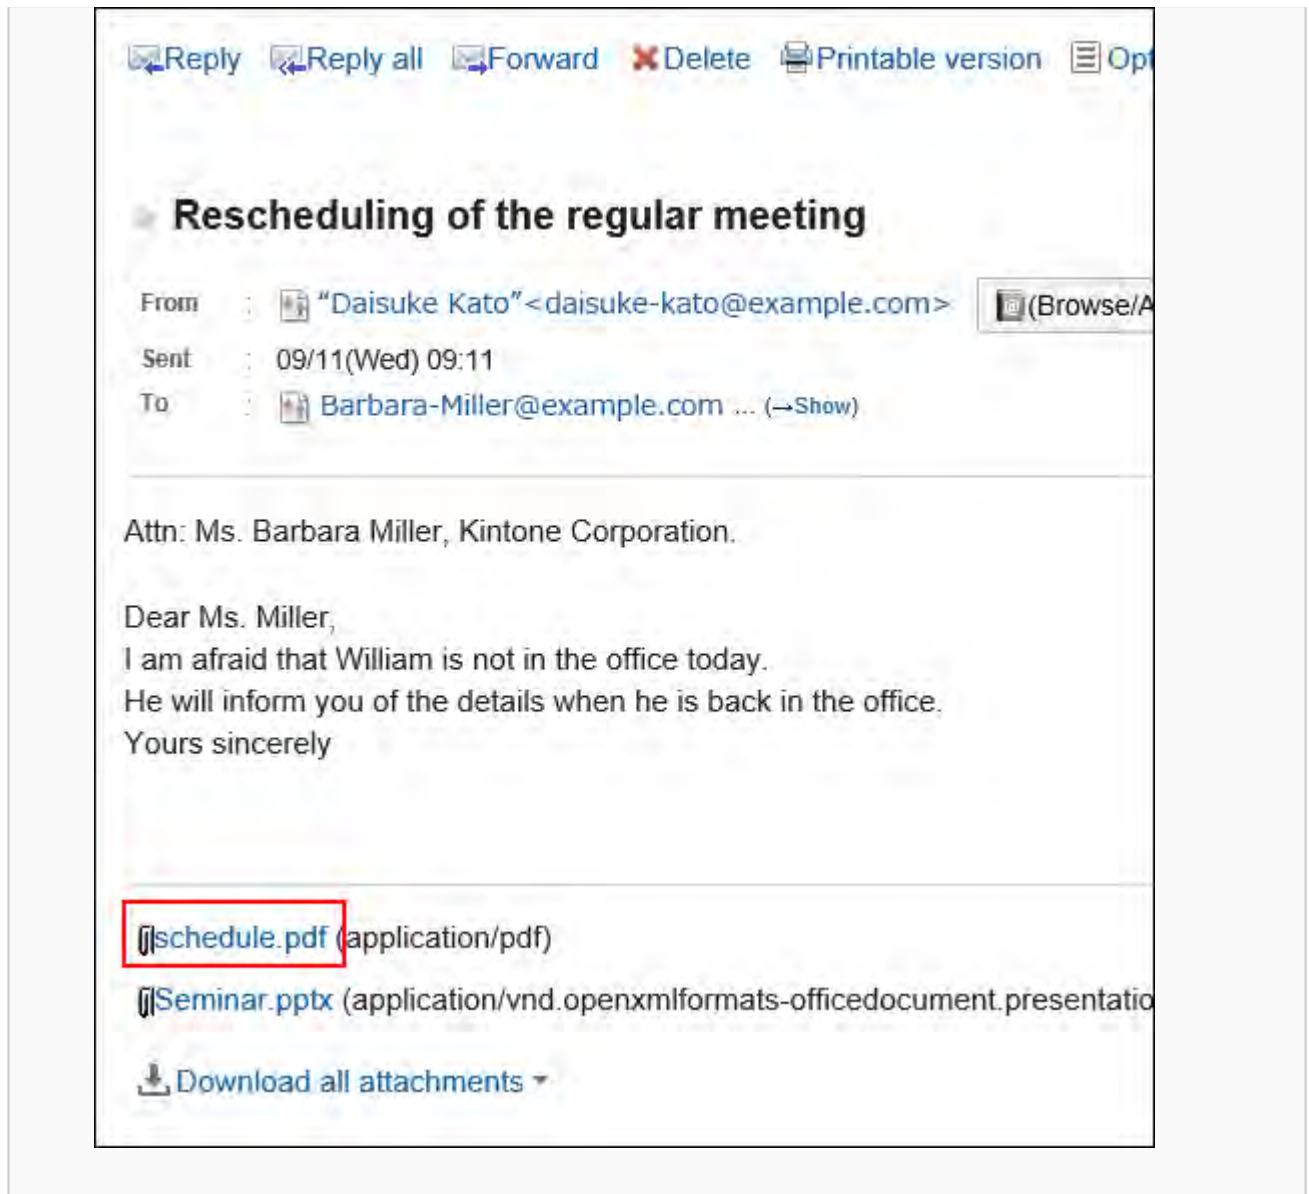 Reply Reply all Forward Delete Printable version Opt
Rescheduling of the regular meeting
From : “Daisuke Kato”<daisuke-kato@example.com> (Browse/A
Sent : 09/11(Wed) 09:11
To : Barbara-Miller@example.com ... (→Show)
Attn: Ms. Barbara Miller, Kintone Corporation.
Dear Ms. Miller,
I am afraid that William is not in the office today.
He will inform you of the details when he is back in the office.
Yours sincerely
schedule.pdf (application/pdf)
Seminar.pptx (application/vnd.openxmlformats-officedocument.presentatio
Download all attachments